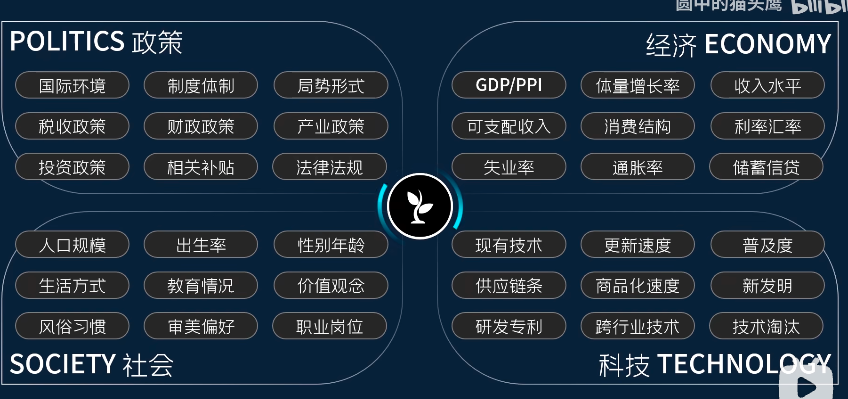 圆中的猫头鹰 bilibili
POLITICS 政策
国际环境 制度体制 局势形式
税收政策 财政政策 产业政策
投资政策 相关补贴 法律法规
经济 ECONOMY
GDP/PPI 体量增长率 收入水平
可支配收入 消费结构 利率汇率
失业率 通胀率 储蓄信贷
人口规模 出生率 性别年龄
生活方式 教育情况 价值观念
风俗习惯 审美偏好 职业岗位
SOCIETY 社会
现有技术 更新速度 普及度
供应链条 商品化速度 新发明
研发专利 跨行业技术 技术淘汰
科技 TECHNOLOGY